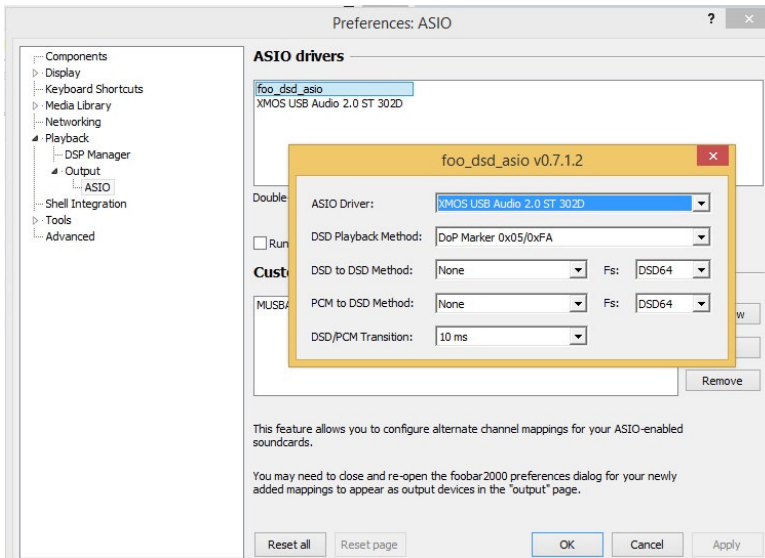 Preferences: ASIO
?
×
Components
Display
Keyboard Shortcuts
Media Library
Networking
Playback
DSP Manager
Output
ASIO
Shell Integration
Tools
Advanced
ASIO drivers
foo_dsd_asio
XMOS USB Audio 2.0 ST 302D
Double
Run
foo_dsd_asio v0.7.1.2
×
ASIO Driver: XMOS USB Audio 2.0 ST 302D
DSD Playback Method: DoP Marker 0x05/0xFA
DSD to DSD Method: None Fs: DSD64
PCM to DSD Method: None Fs: DSD64
DSD/PCM Transition: 10 ms
Remove
This feature allows you to configure alternate channel mappings for your ASIO-enabled
soundcards.
You may need to close and re-open the foobar2000 preferences dialog for your newly
added mappings to appear as output devices in the "output" page.
Reset all Reset page OK Cancel Apply